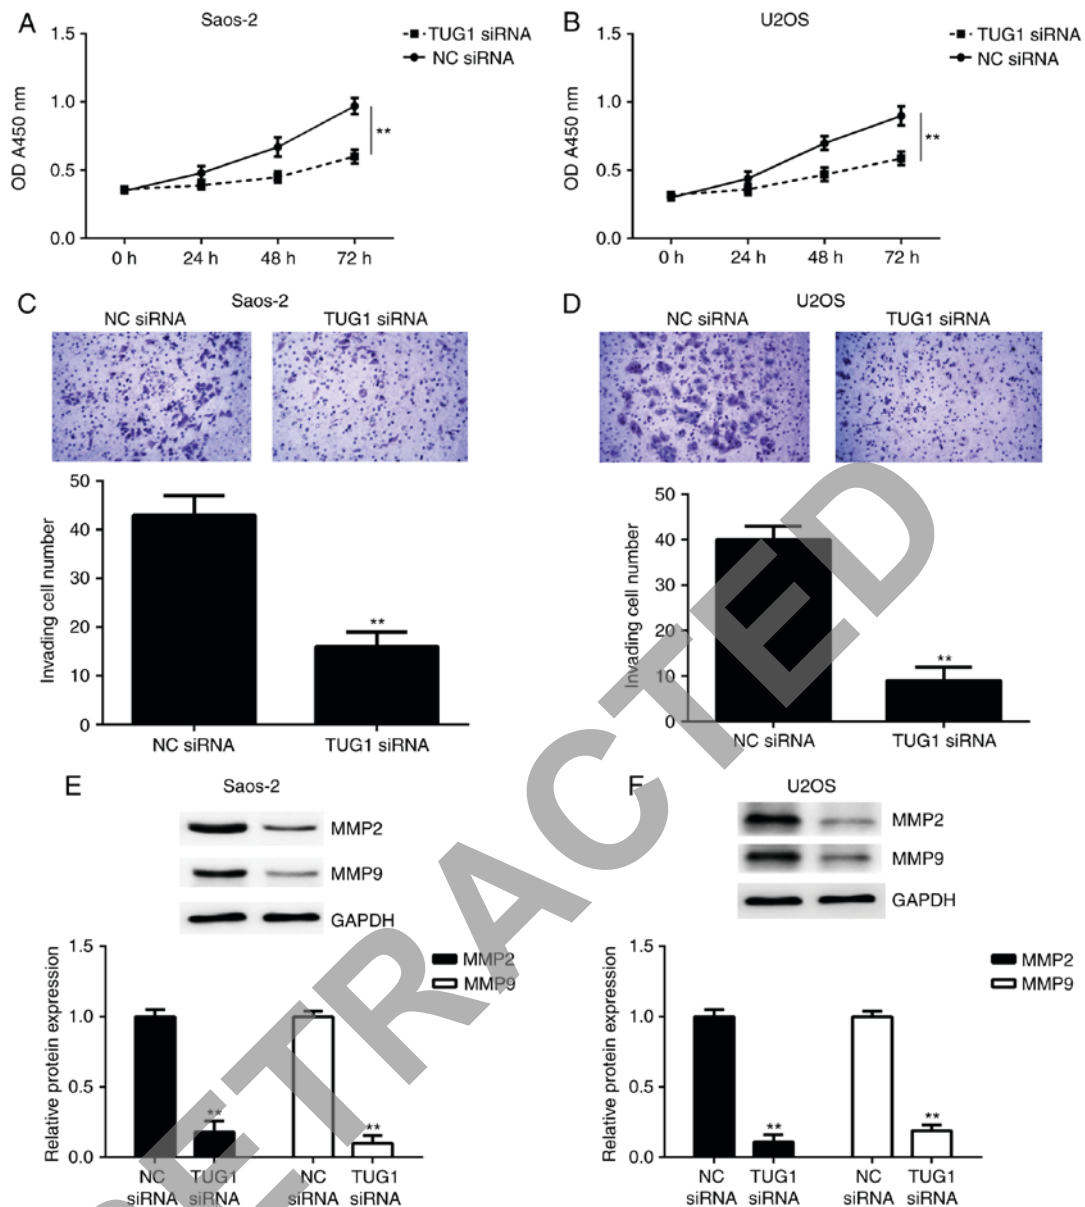 A
Saos-2
1.5
1.0
0.5
0.0
OD A450 nm
0 h 24 h 48 h 72 h
TUG1 siRNA
NC siRNA
**
B
U2OS
1.5
1.0
0.5
0.0
OD A450 nm
0 h 24 h 48 h 72 h
TUG1 siRNA
NC siRNA
**
C
Saos-2
NC siRNA TUG1 siRNA
50
40
30
20
10
0
Invading cell number
**
NC siRNA TUG1 siRNA
D
U2OS
NC siRNA TUG1 siRNA
50
40
30
20
10
0
Invading cell number
**
NC siRNA TUG1 siRNA
E
Saos-2
MMP2
MMP9
GAPDH
1.5
1.0
0.5
0.0
Relative protein expression
MMP2
MMP9
** **
NC TUG1 NC TUG1
siRNA siRNA siRNA siRNA
F
U2OS
MMP2
MMP9
GAPDH
1.5
1.0
0.5
0.0
Relative protein expression
MMP2
MMP9
** **
NC TUG1 NC TUG1
siRNA siRNA siRNA siRNA
RETRACTED